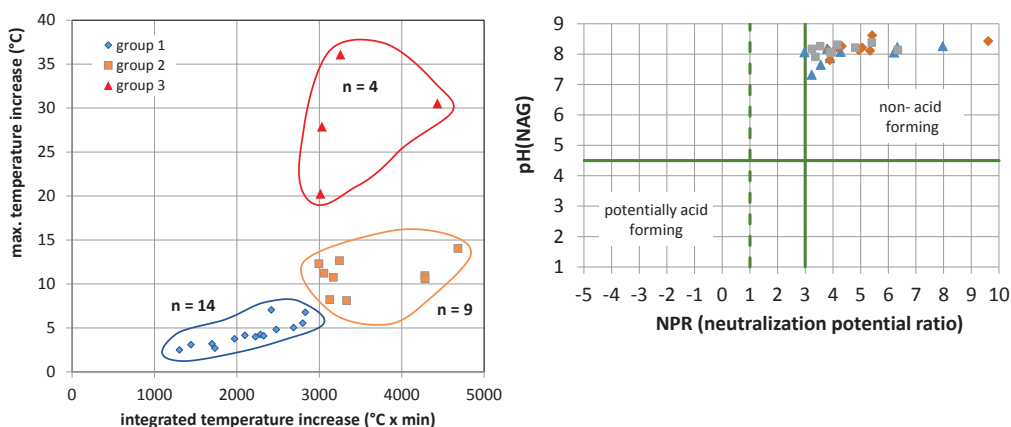 max. temperature increase (°C)
40
35
30
25
20
15
10
5
0
group 1
group 2
group 3
n = 4
n = 14
n = 9
0 1000 2000 3000 4000 5000
integrated temperature increase (°C x min)
pH(NAG)
9
8
7
6
5
4
3
2
1
non- acid
forming
potentially acid
forming
-5 -4 -3 -2 -1 0 1 2 3 4 5 6 7 8 9 10
NPR (neutralization potential ratio)